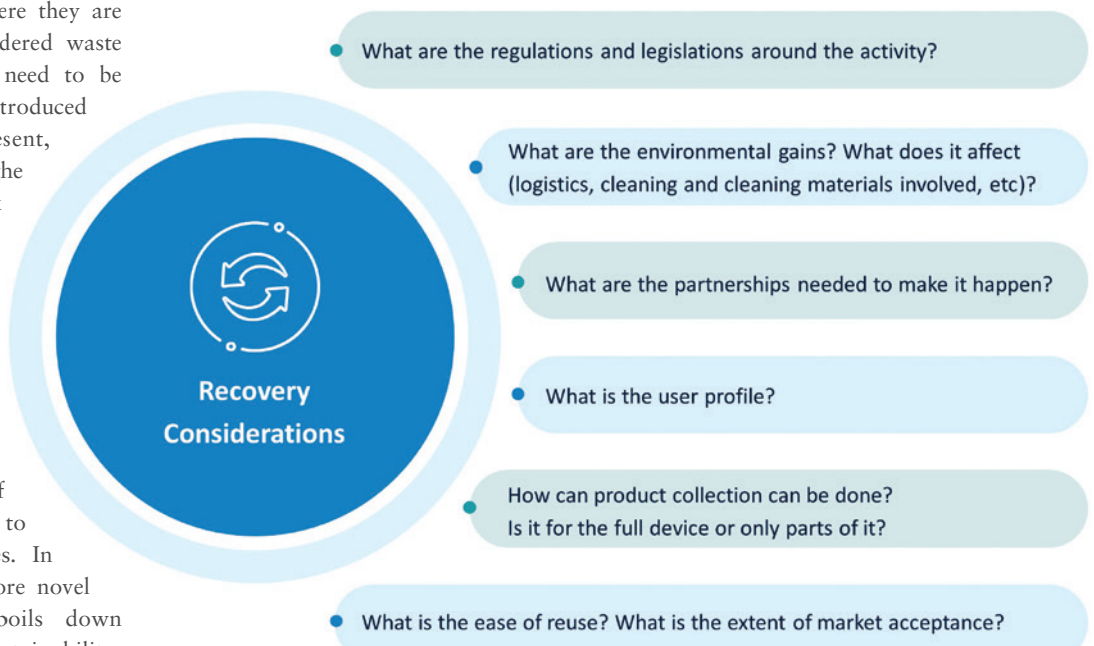 ere they are
dered waste
need to be
troduced
esent,
he
f
to
es. In
ore novel
boils down
Recovery
Considerations
What are the regulations and legislations around the activity?
What are the environmental gains? What does it affect
(logistics, cleaning and cleaning materials involved, etc)?
What are the partnerships needed to make it happen?
What is the user profile?
How can product collection can be done?
Is it for the full device or only parts of it?
What is the ease of reuse? What is the extent of market acceptance?